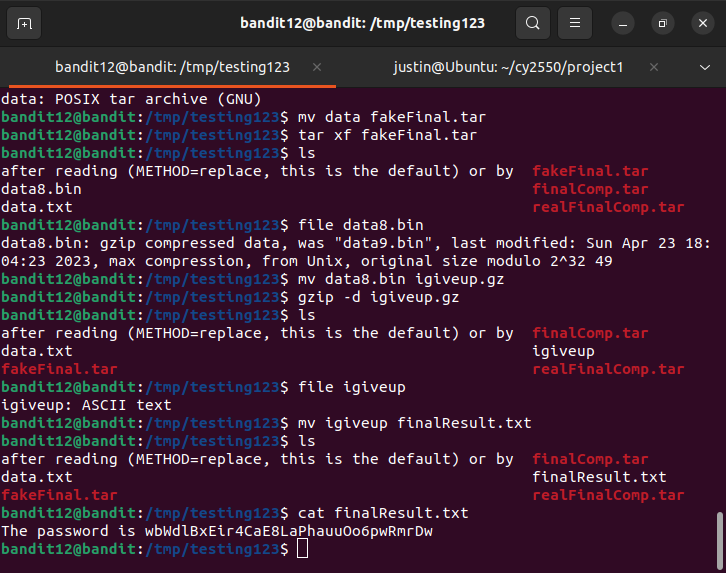 bandit12@bandit: /tmp/testing123
bandit12@bandit: /tmp/testing123 × justin@Ubuntu: ~/cy2550/project1 ×
data: POSIX tar archive (GNU)
bandit12@bandit:/tmp/testing123$ mv data fakeFinal.tar
bandit12@bandit:/tmp/testing123$ tar xf fakeFinal.tar
bandit12@bandit:/tmp/testing123$ ls
after reading (METHOD=replace, this is the default) or by  fakeFinal.tar
data8.bin  finalComp.tar
data.txt  realFinalComp.tar
bandit12@bandit:/tmp/testing123$ file data8.bin
data8.bin: gzip compressed data, was "data9.bin", last modified: Sun Apr 23 18:
04:23 2023, max compression, from Unix, original size modulo 2^32 49
bandit12@bandit:/tmp/testing123$ mv data8.bin igiveup.gz
bandit12@bandit:/tmp/testing123$ gzip -d igiveup.gz
bandit12@bandit:/tmp/testing123$ ls
after reading (METHOD=replace, this is the default) or by  finalComp.tar
data.txt  igiveup
fakeFinal.tar  realFinalComp.tar
bandit12@bandit:/tmp/testing123$ file igiveup
igiveup: ASCII text
bandit12@bandit:/tmp/testing123$ mv igiveup finalResult.txt
bandit12@bandit:/tmp/testing123$ ls
after reading (METHOD=replace, this is the default) or by  finalComp.tar
data.txt  finalResult.txt
fakeFinal.tar  realFinalComp.tar
bandit12@bandit:/tmp/testing123$ cat finalResult.txt
The password is wbWdlBxEir4CaE8LaPhauuOo6pwRmrDw
bandit12@bandit:/tmp/testing123$